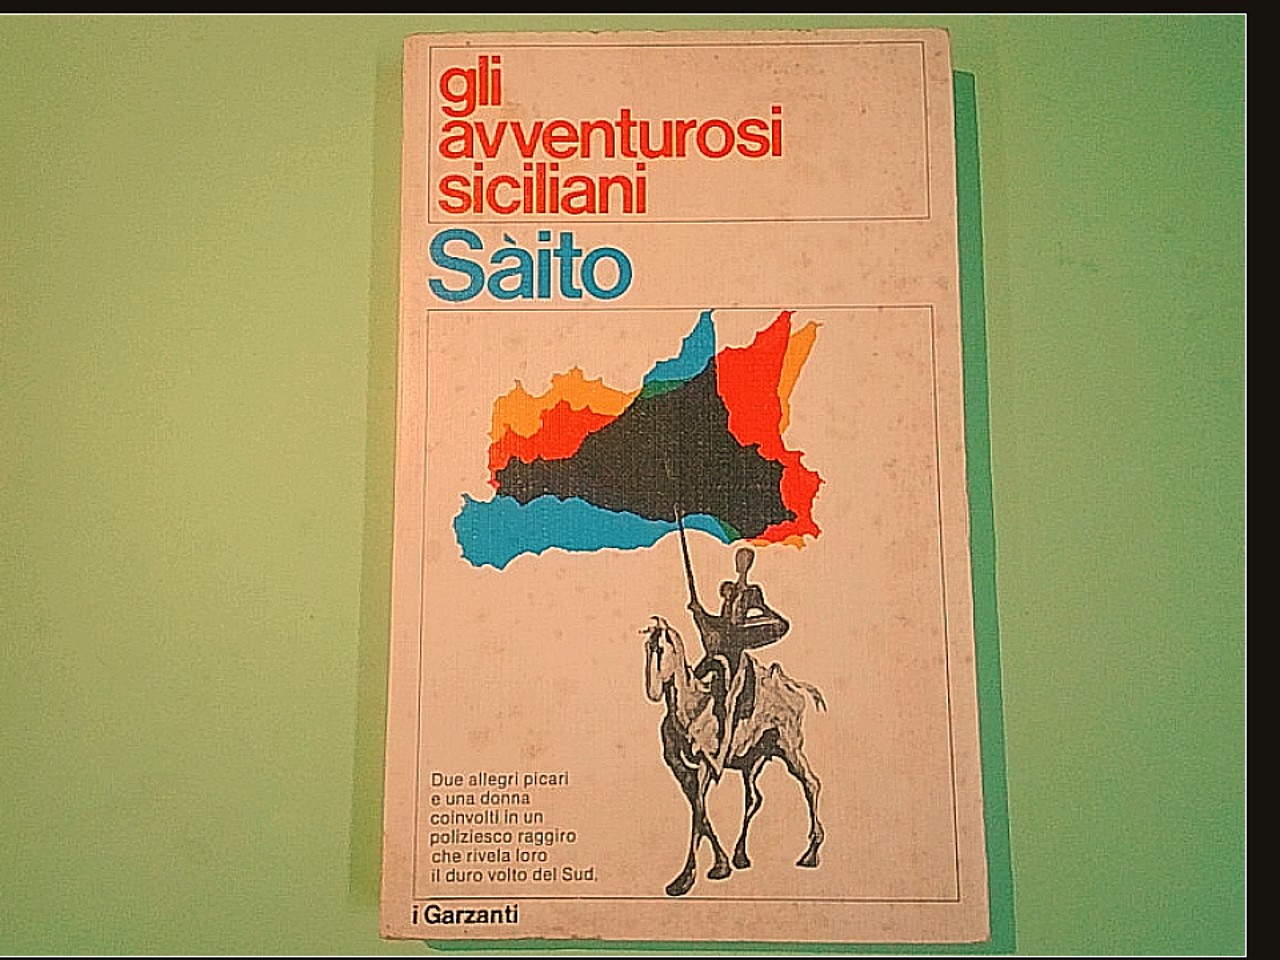 gli
avventurosi
siciliani
Sàito
Due allegri picari
e una donna
coinvolti in un
poliziesco raggiro
che rivela loro
il duro volto del Sud.
i Garzanti